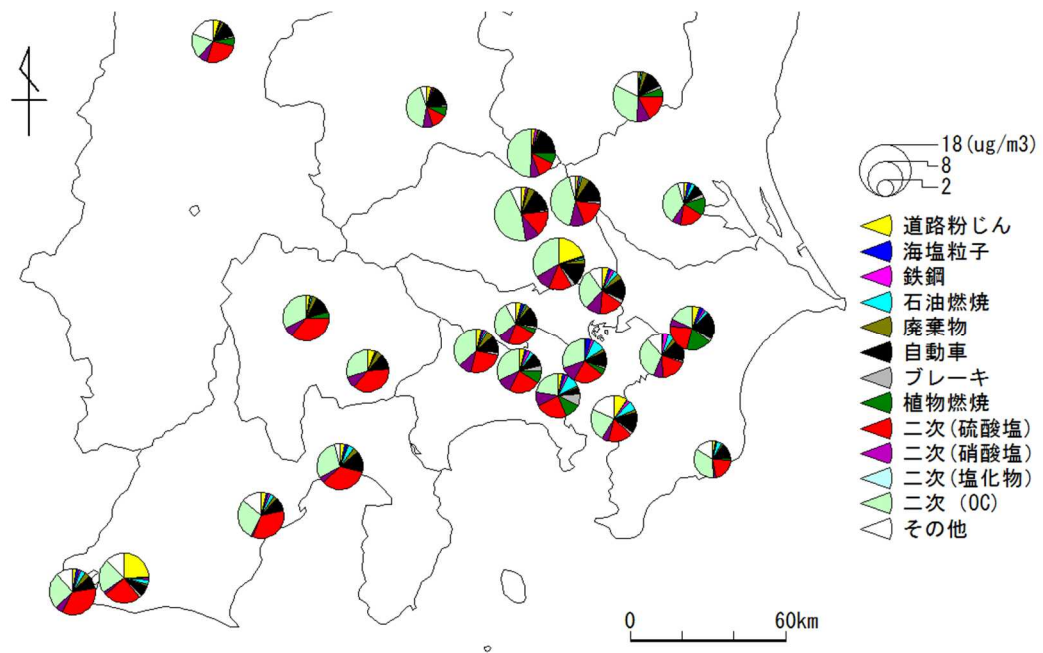 18(ug/m3)
8
2
道路粉じん
海塩粒子
鉄鋼
石油燃焼
廃棄物
自動車
ブレーキ
植物燃焼
二次(硫酸塩)
二次(硝酸塩)
二次(塩化物)
二次 (OC)
その他
0 60km